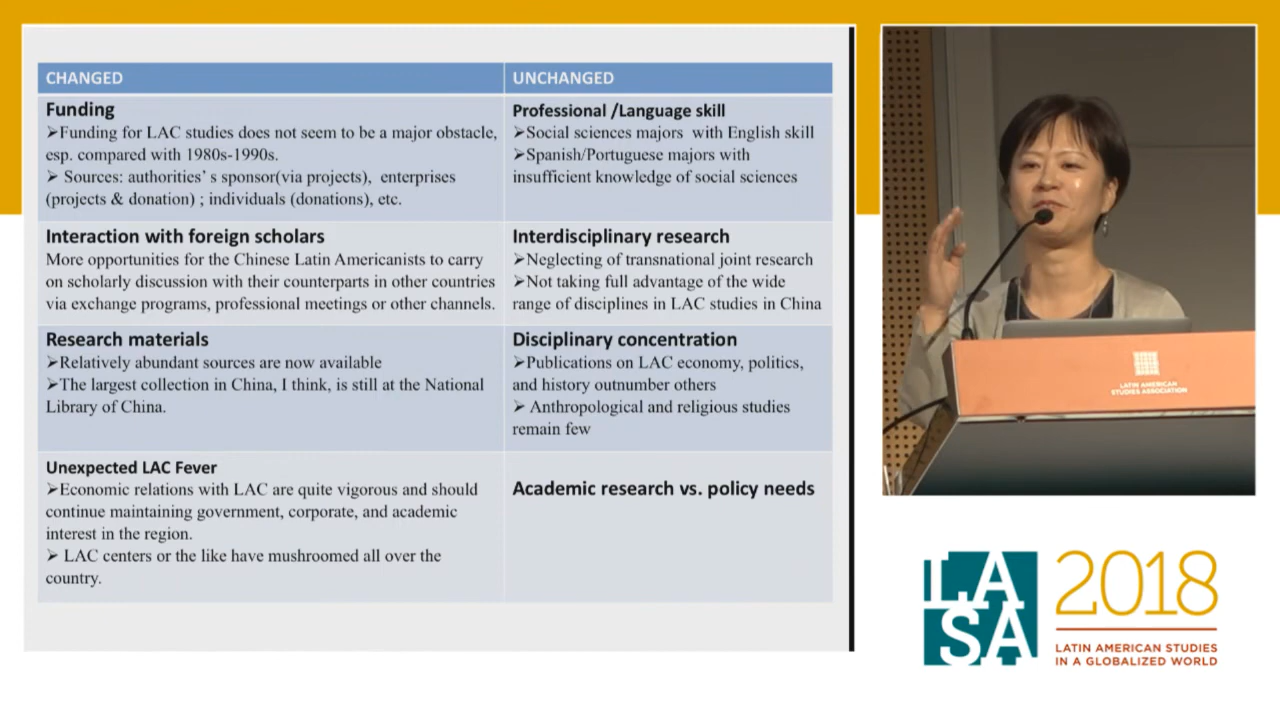 CHANGED
UNCHANGED
Funding
➢Funding for LAC studies does not seem to be a major obstacle,
esp. compared with 1980s-1990s.
➢ Sources: authorities' s sponsor(via projects), enterprises
(projects & donation) ; individuals (donations), etc.
Professional /Language skill
➢Social sciences majors with English skill
➢Spanish/Portuguese majors with
insufficient knowledge of social sciences
Interaction with foreign scholars
More opportunities for the Chinese Latin Americanists to carry
on scholarly discussion with their counterparts in other countries
via exchange programs, professional meetings or other channels.
Interdisciplinary research
➢Neglecting of transnational joint research
➢Not taking full advantage of the wide
range of disciplines in LAC studies in China
Research materials
➢Relatively abundant sources are now available
➢The largest collection in China, I think, is still at the National
Library of China.
Disciplinary concentration
➢Publications on LAC economy, politics,
and history outnumber others
➢ Anthropological and religious studies
remain few
Unexpected LAC Fever
➢Economic relations with LAC are quite vigorous and should
continue maintaining government, corporate, and academic
interest in the region.
➢ LAC centers or the like have mushroomed all over the
country.
Academic research vs. policy needs
LATIN AMERICAN
STUDIES ASSOCIATION
LA
SA
2018
LATIN AMERICAN STUDIES
IN A GLOBALIZED WORLD